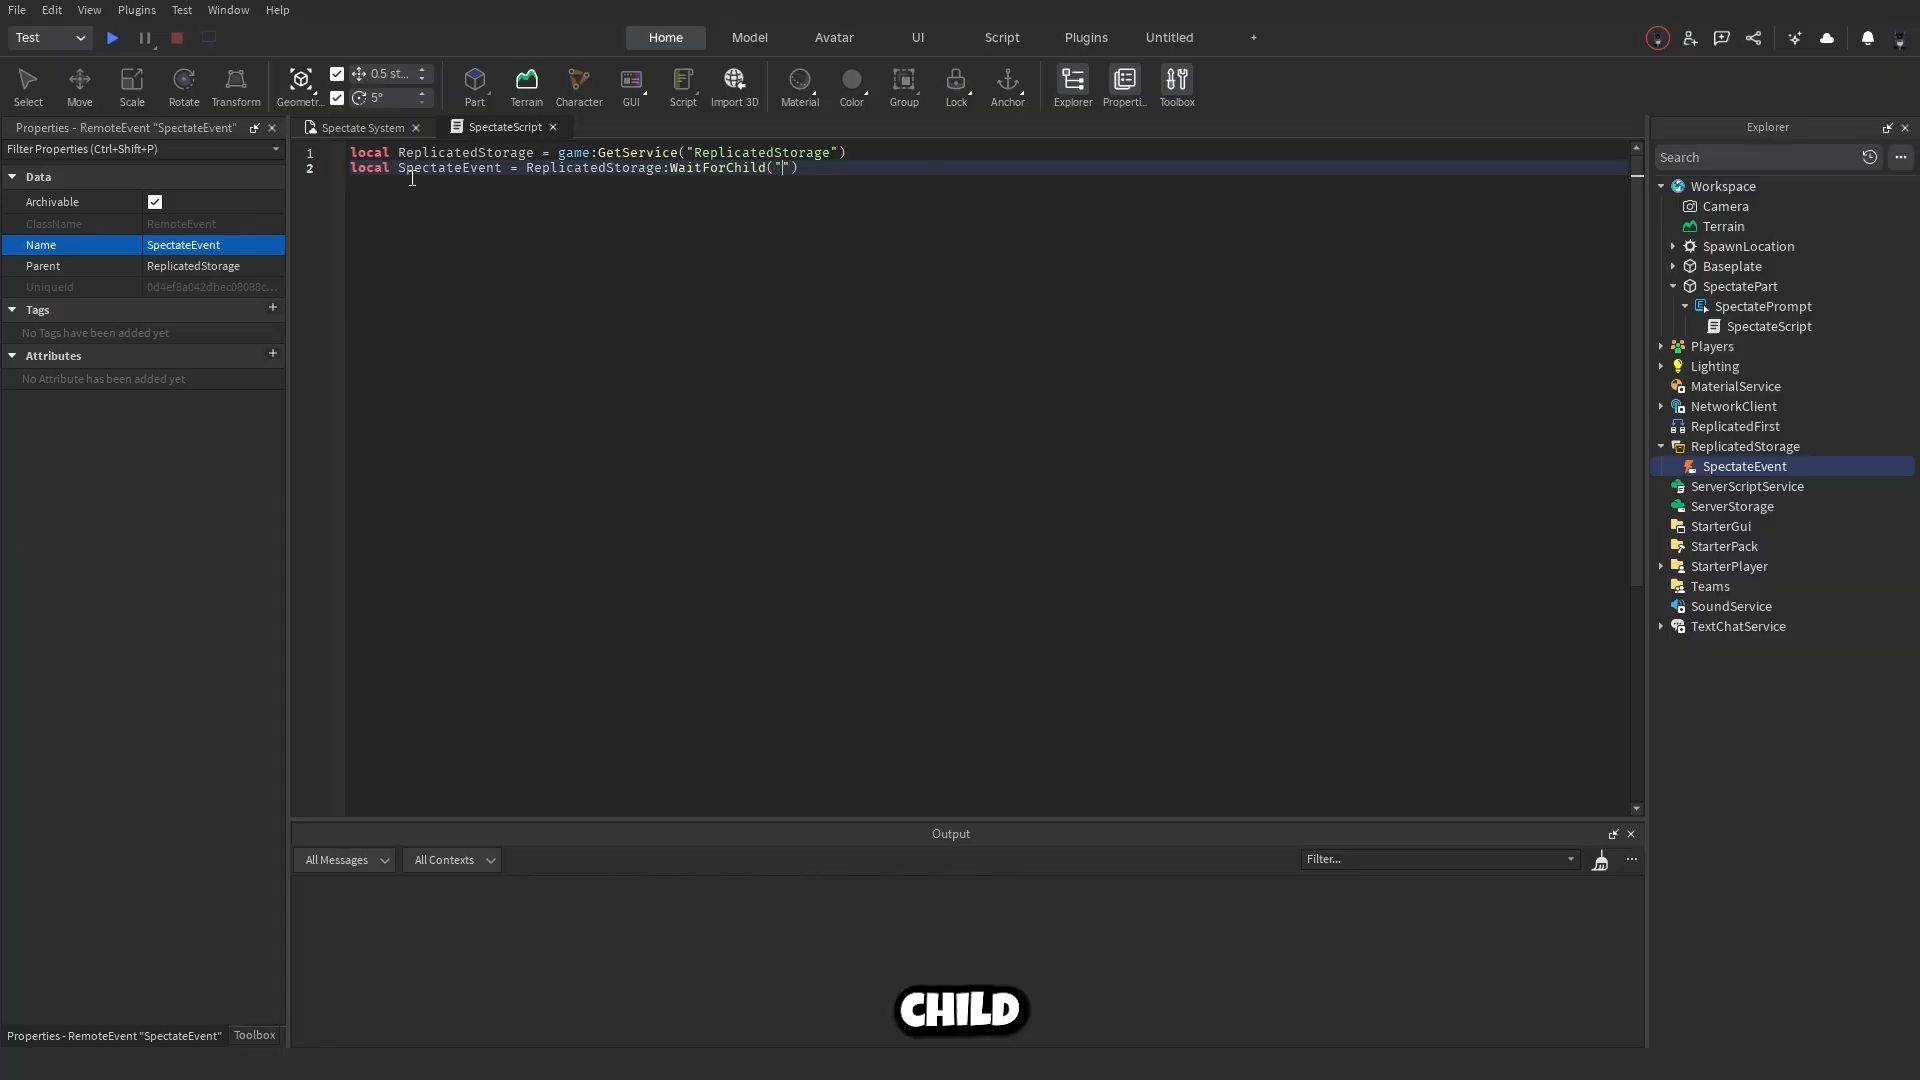 File Edit View Plugins Test Window Help
Test Home Model Avatar UI Script Plugins Untitled +
0.5 st...
5°
Select Move Scale Rotate Transform Geometr... Part Terrain Character GUI Script Import 3D Material Color Group Lock Anchor Explorer Properti... Toolbox
Properties - RemoteEvent "SpectateEvent"
Filter Properties (Ctrl+Shift+P)
Data
Archivable
ClassName RemoteEvent
Name SpectateEvent
Parent ReplicatedStorage
UniqueId 0d4ef8a042dbec08088c...
Tags +
No Tags have been added yet
Attributes +
No Attribute has been added yet
Properties - RemoteEvent "SpectateEvent" Toolbox
Spectate System SpectateScript
1 local ReplicatedStorage = game:GetService("ReplicatedStorage")
2 local SpectateEvent = ReplicatedStorage:WaitForChild("")
Output
All Messages All Contexts Filter...
CHILD
Explorer
Search
Workspace
Camera
Terrain
SpawnLocation
Baseplate
SpectatePart
SpectatePrompt
SpectateScript
Players
Lighting
MaterialService
NetworkClient
ReplicatedFirst
ReplicatedStorage
SpectateEvent
ServerScriptService
ServerStorage
StarterGui
StarterPack
StarterPlayer
Teams
SoundService
TextChatService